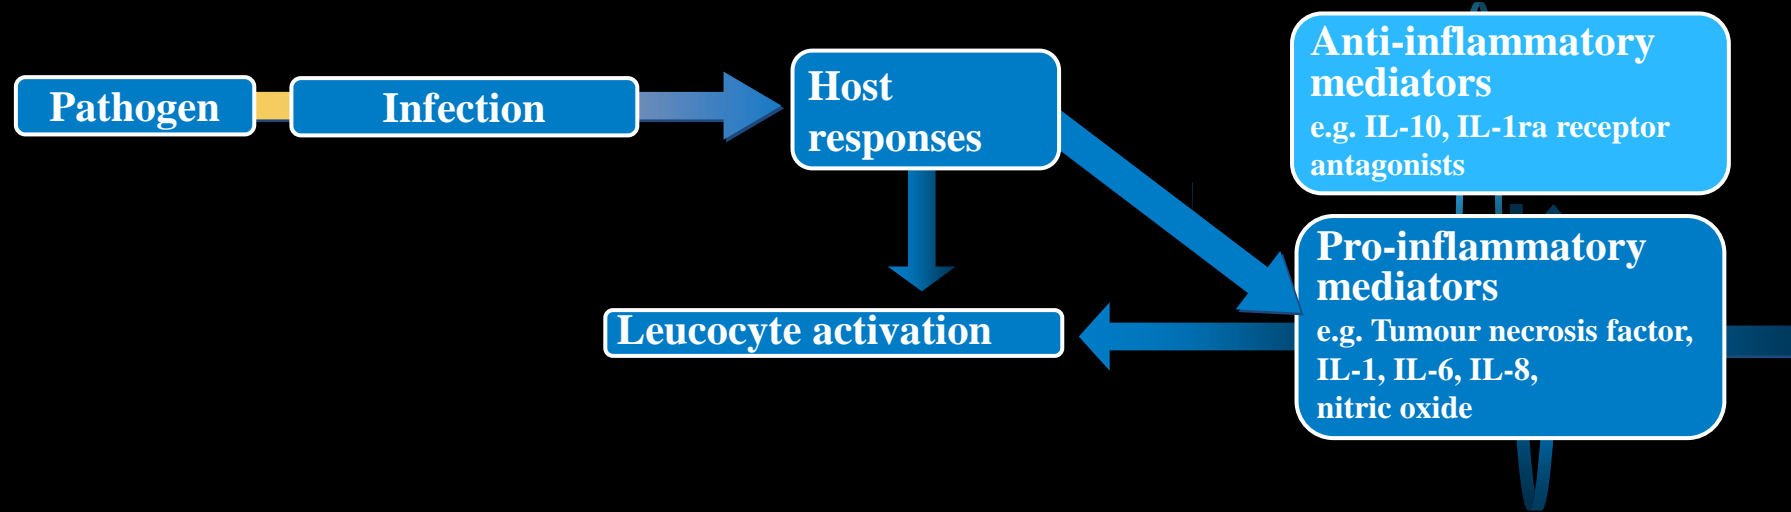 Pathogen
Infection
Host
responses
Anti-inflammatory
mediators
e.g. IL-10, IL-1ra receptor
antagonists
Leucocyte activation
Pro-inflammatory
mediators
e.g. Tumour necrosis factor,
IL-1, IL-6, IL-8,
nitric oxide